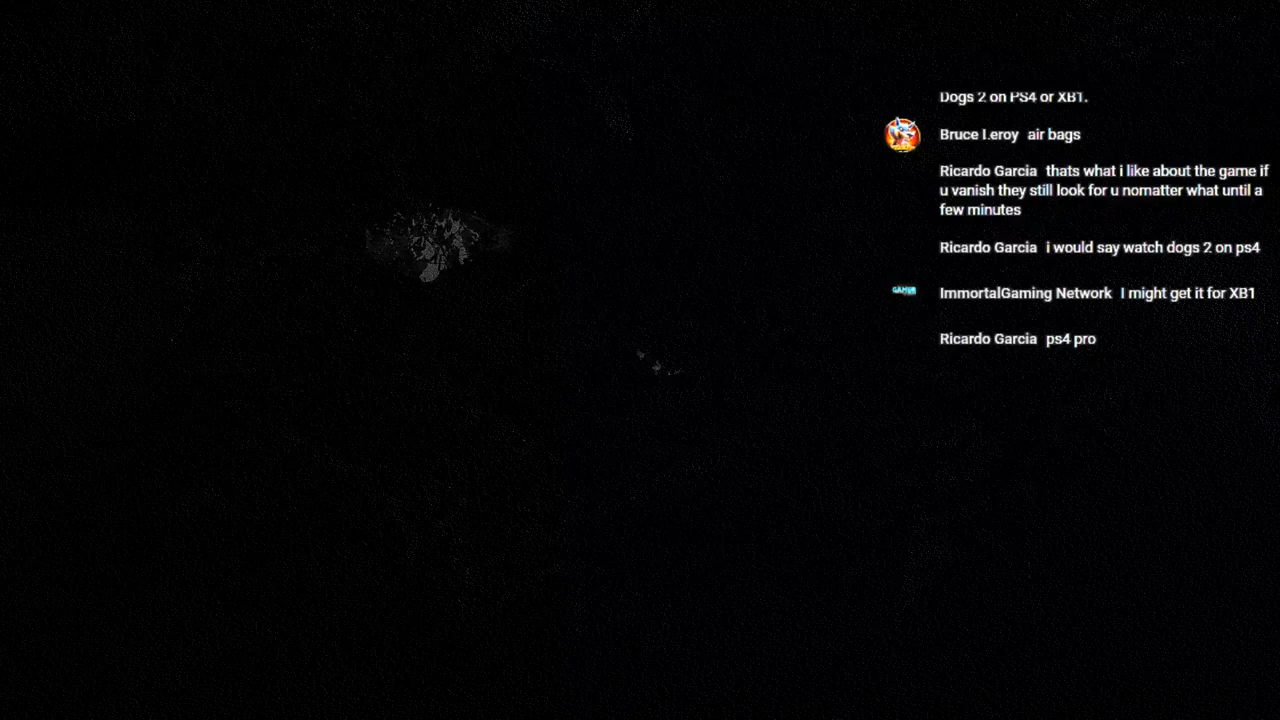 Dogs 2 on PS4 or XB1.
Bruce Leroy air bags
Ricardo Garcia thats what i like about the game if
u vanish they still look for u nomatter what until a
few minutes
Ricardo Garcia i would say watch dogs 2 on ps4
GAMER
ImmortalGaming Network I might get it for XB1
Ricardo Garcia ps4 pro